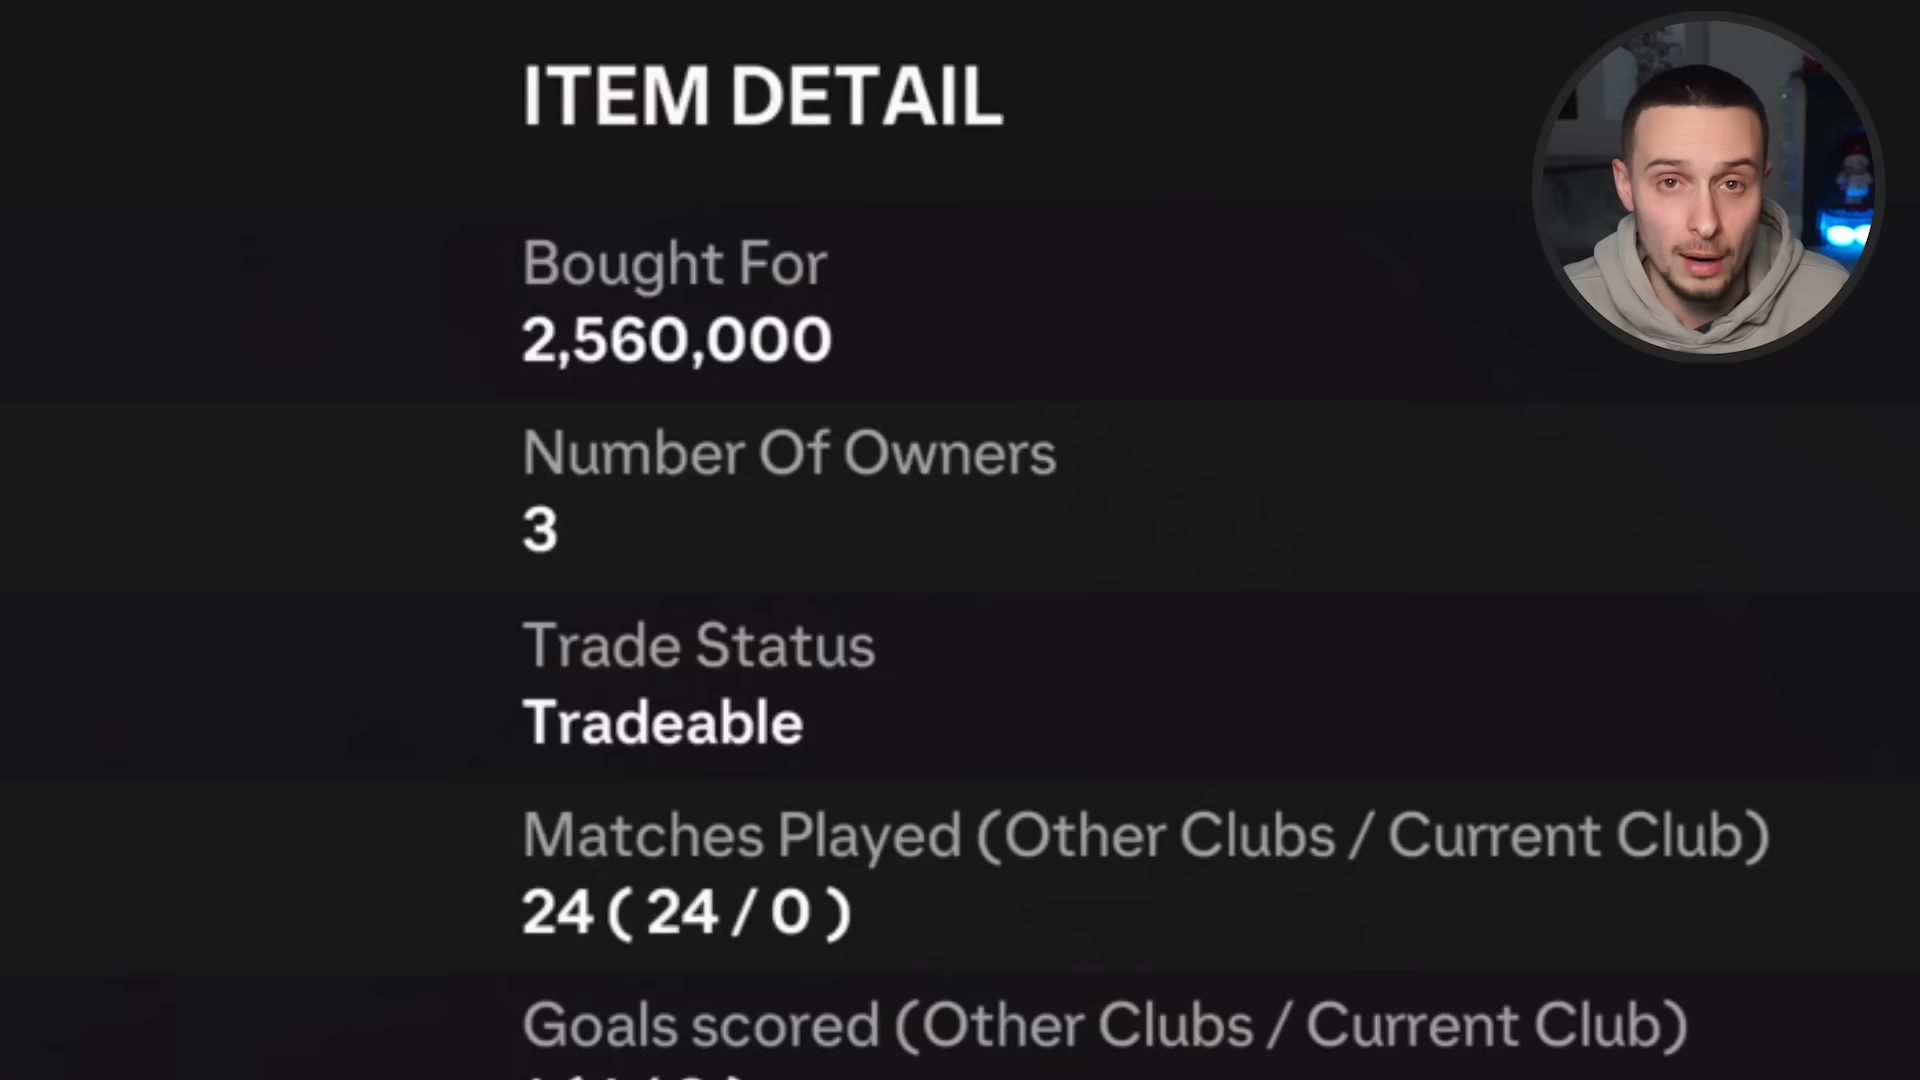 ITEM DETAIL
Bought For
2,560,000
Number Of Owners
3
Trade Status
Tradeable
Matches Played (Other Clubs / Current Club)
24 ( 24 / 0 )
Goals scored (Other Clubs / Current Club)